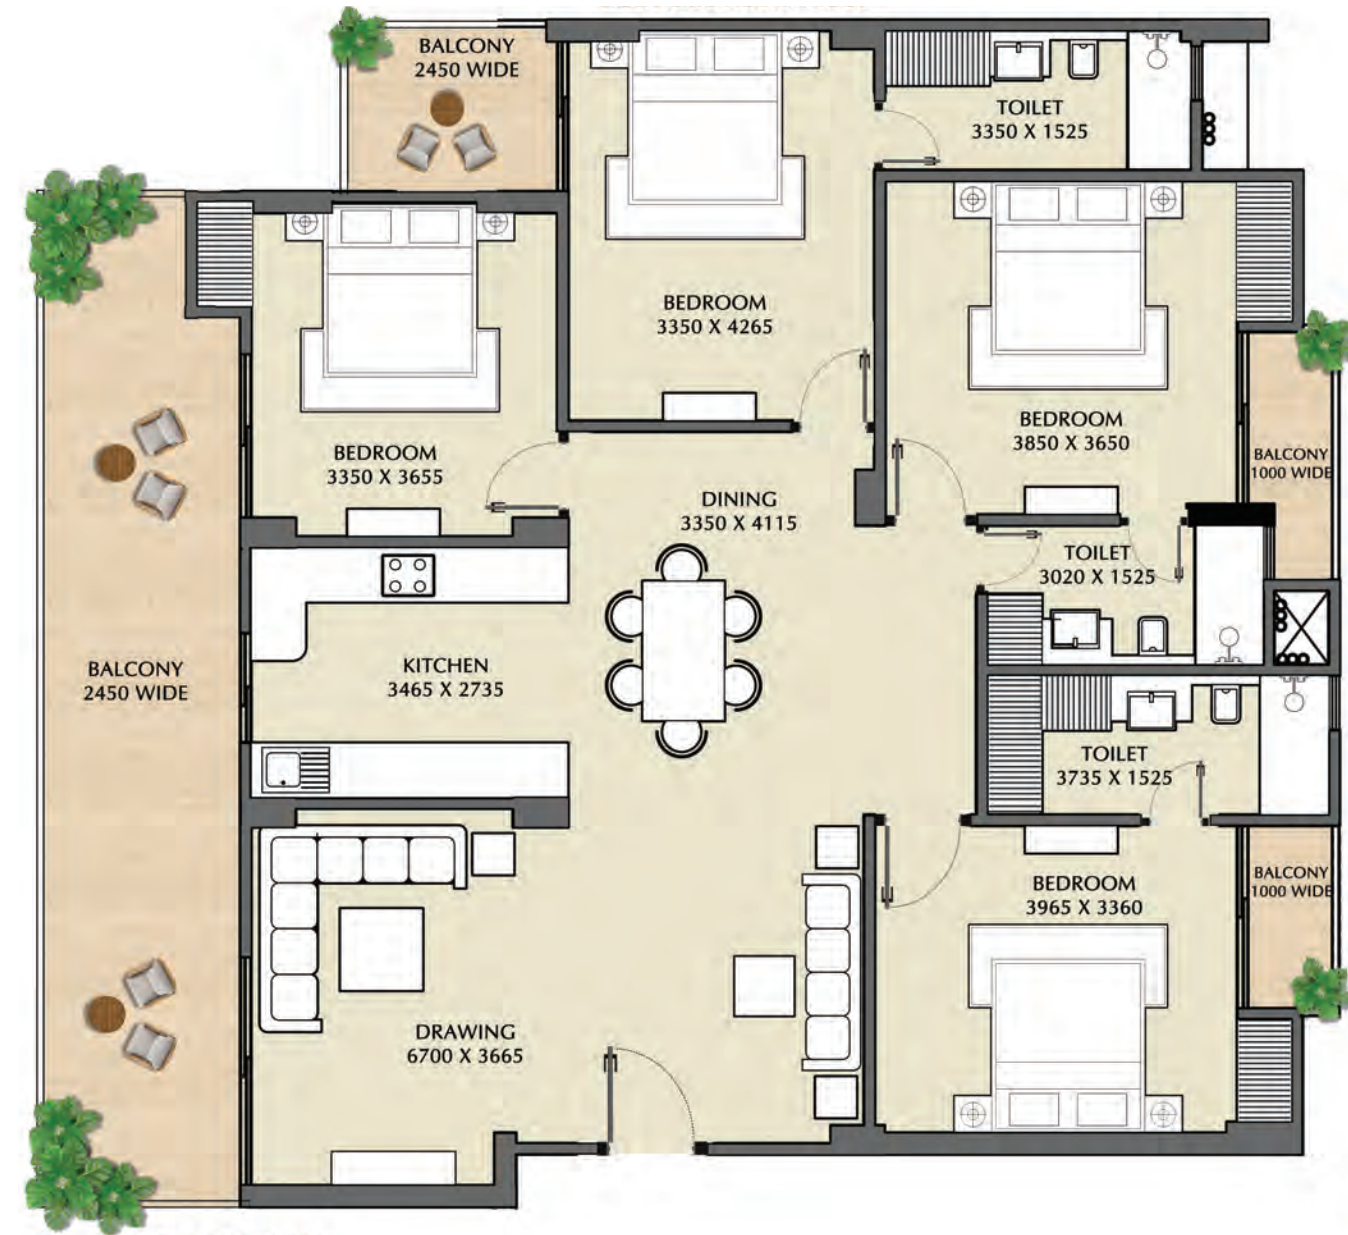 BALCONY
2450 WIDE
TOILET
3350 X 1525
BEDROOM
3350 X 4265
BEDROOM
3850 X 3650
BEDROOM
3350 X 3655
BALCONY
1000 WIDE
DINING
3350 X 4115
TOILET
3020 X 1525
BALCONY
2450 WIDE
KITCHEN
3465 X 2735
TOILET
3735 X 1525
BEDROOM
3965 X 3360
BALCONY
1000 WIDE
DRAWING
6700 X 3665